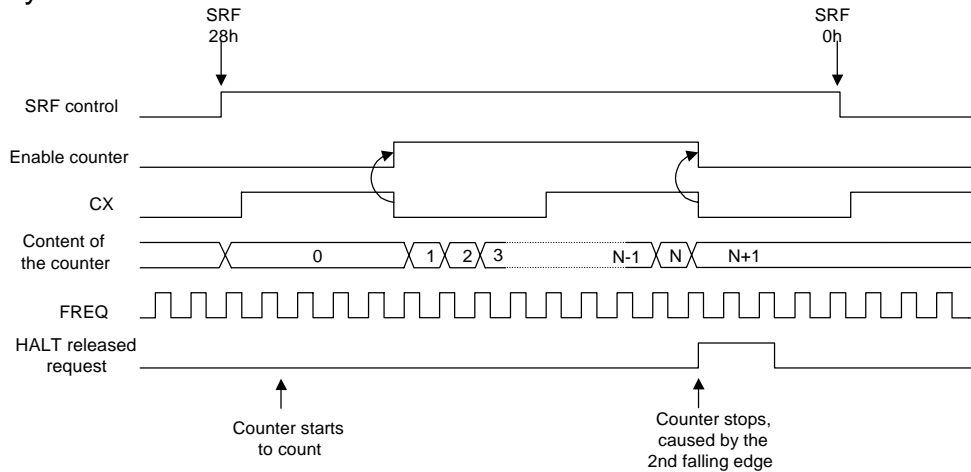 SRF
28h
SRF
0h
SRF control
Enable counter
CX
Content of
the counter
0
1
2
3
N-1
N
N+1
FREQ
HALT released
request
Counter starts
to count
Counter stops,
caused by the
2nd falling edge